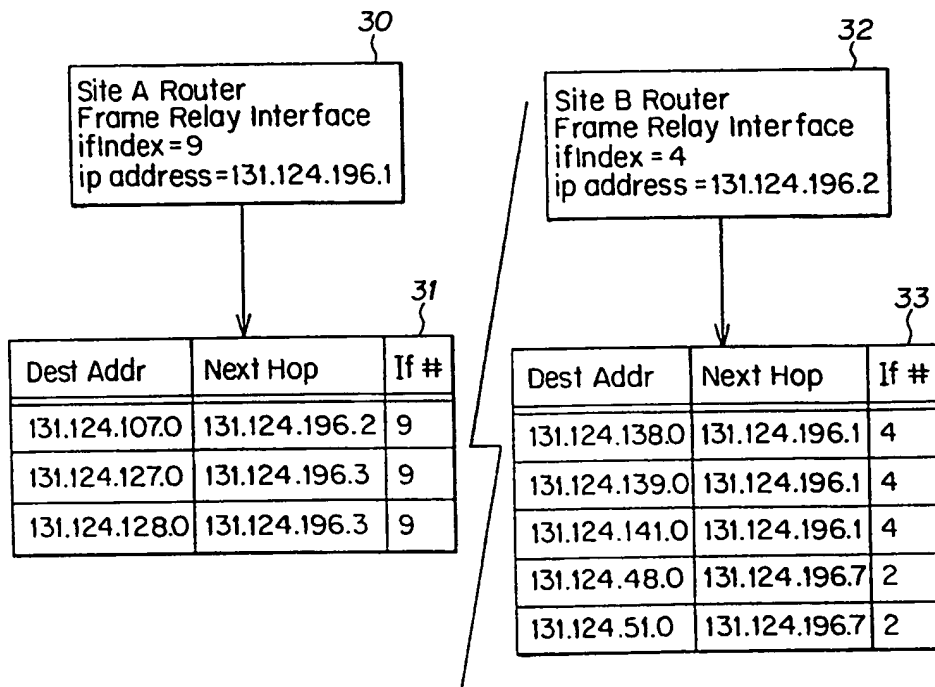 30
Site A Router
Frame Relay Interface
ifIndex=9
ip address=131.124.196.1
31
Dest Addr Next Hop If #
131.124.107.0 131.124.196.2 9
131.124.127.0 131.124.196.3 9
131.124.128.0 131.124.196.3 9
32
Site B Router
Frame Relay Interface
ifIndex=4
ip address=131.124.196.2
33
Dest Addr Next Hop If #
131.124.138.0 131.124.196.1 4
131.124.139.0 131.124.196.1 4
131.124.141.0 131.124.196.1 4
131.124.48.0 131.124.196.7 2
131.124.51.0 131.124.196.7 2